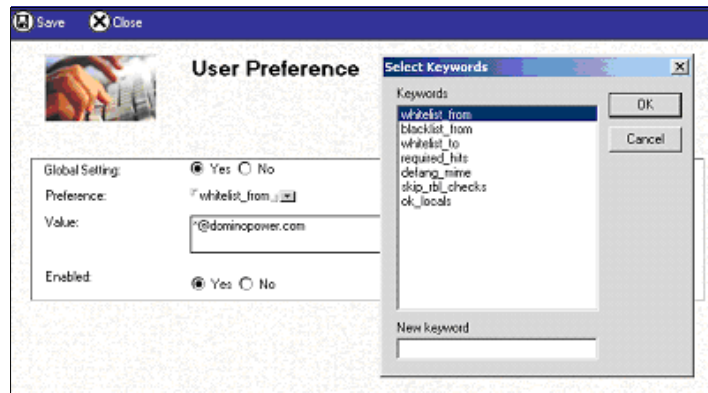 Save Close
User Preference
Select Keywords
Keywords
whitelist_from
blacklist_from
whitelist_to
required_hits
defang_mime
skip_rbl_checks
ok_locals
OK
Cancel
New keyword
Global Setting: Yes No
Preference: whitelist_from
Value: *@dominopower.com
Enabled: Yes No